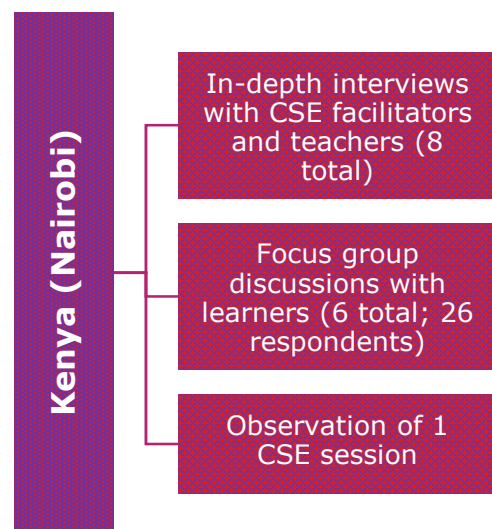 Kenya (Nairobi)
In-depth interviews
with CSE facilitators
and teachers (8
total)
Focus group
discussions with
learners (6 total; 26
respondents)
Observation of 1
CSE session